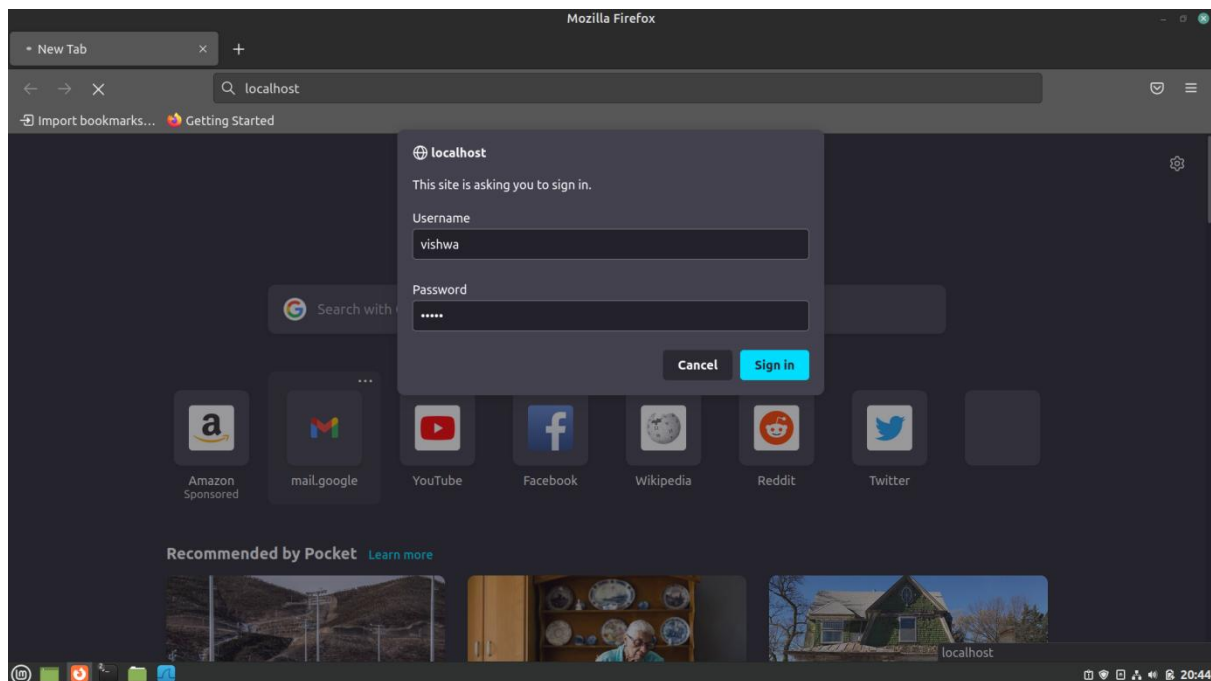 Mozilla Firefox
New Tab
localhost
Import bookmarks... Getting Started
localhost
This site is asking you to sign in.
Username
vishwa
Password
•••••
Search with
Cancel Sign in
Amazon mail.google YouTube Facebook Wikipedia Reddit Twitter
Sponsored
Recommended by Pocket Learn more
localhost
20:44